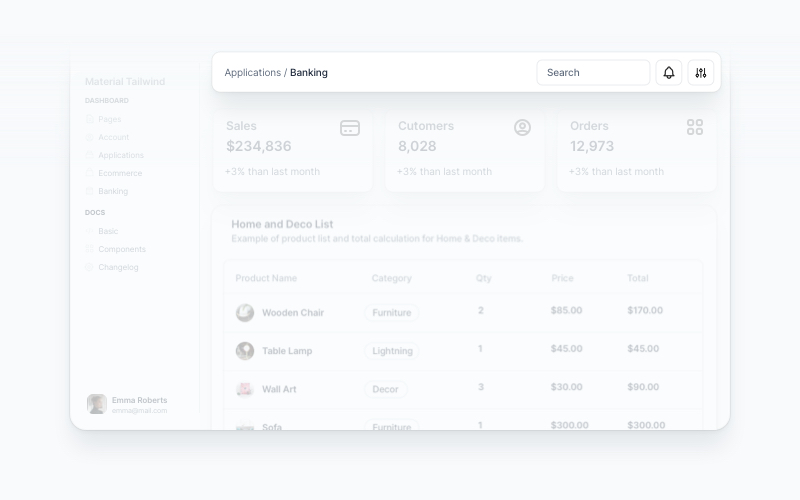 Applications / Banking
Search
Material Tailwind
DASHBOARD
Pages
Account
Applications
Ecommerce
Banking
DOCS
Basic
Components
Changelog
Emma Roberts
emma@mail.com
Sales
$234,836
+3% than last month
Cutomers
8,028
+3% than last month
Orders
12,973
+3% than last month
Home and Deco List
Example of product list and total calculation for Home & Deco items.
Product Name Category Qty Price Total
Wooden Chair Furniture 2 $85.00 $170.00
Table Lamp Lightning 1 $45.00 $45.00
Wall Art Decor 3 $30.00 $90.00
Sofa Furniture 1 $300.00 $300.00